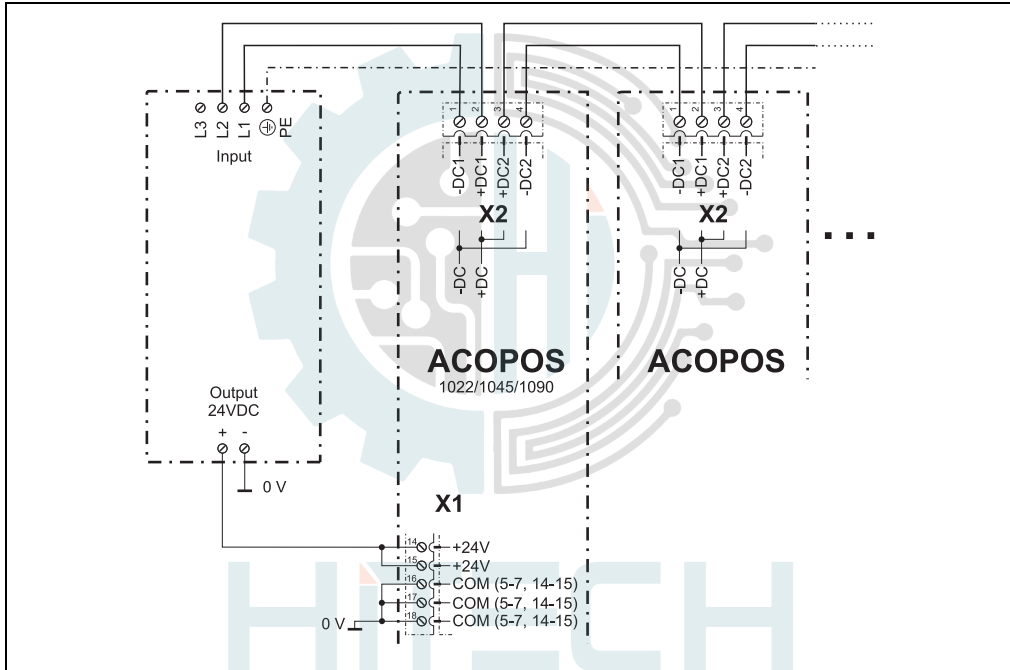 1 2 3 4
1 2 3 4
L3 L2 L1 PE
Input
-DC1 +DC1 +DC2 -DC2
-DC1 +DC1 +DC2 -DC2
X2
X2
...
-DC +DC
-DC +DC
ACOPOS
ACOPOS
1022/1045/1090
Output
24VDC
+ -
0 V
X1
14 +24V
15 +24V
16 COM (5-7, 14-15)
17 COM (5-7, 14-15)
0 V 18 COM (5-7, 14-15)
HITECH